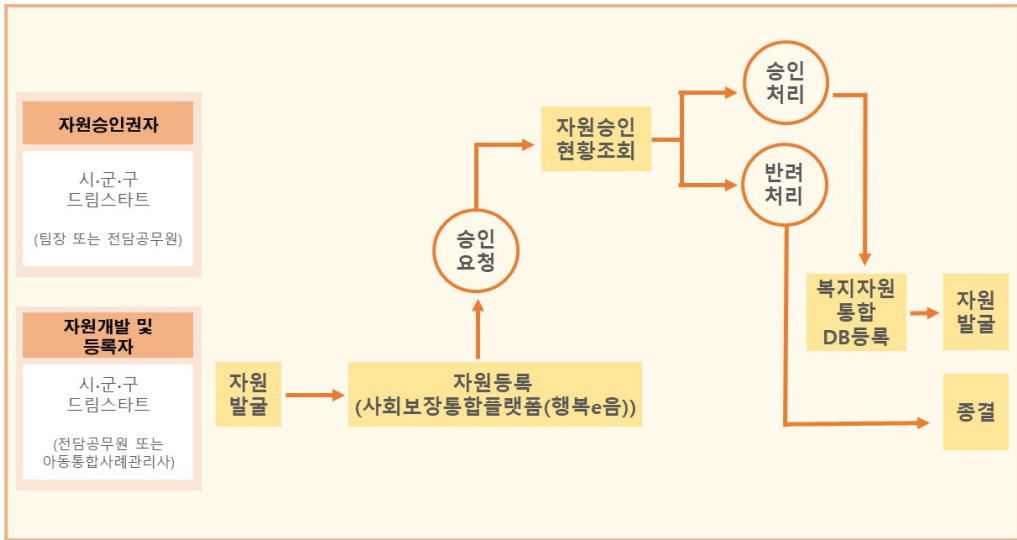 자원승인권자
시·군·구
드림스타트
(팀장 또는 전담공무원)
자원개발 및
등록자
시·군·구
드림스타트
(전담공무원 또는
아동통합사례관리사)
자원
발굴
자원등록
(사회보장통합플랫폼(행복e음))
승인
요청
자원승인
현황조회
승인
처리
반려
처리
복지자원
통합
DB등록
자원
발굴
종결